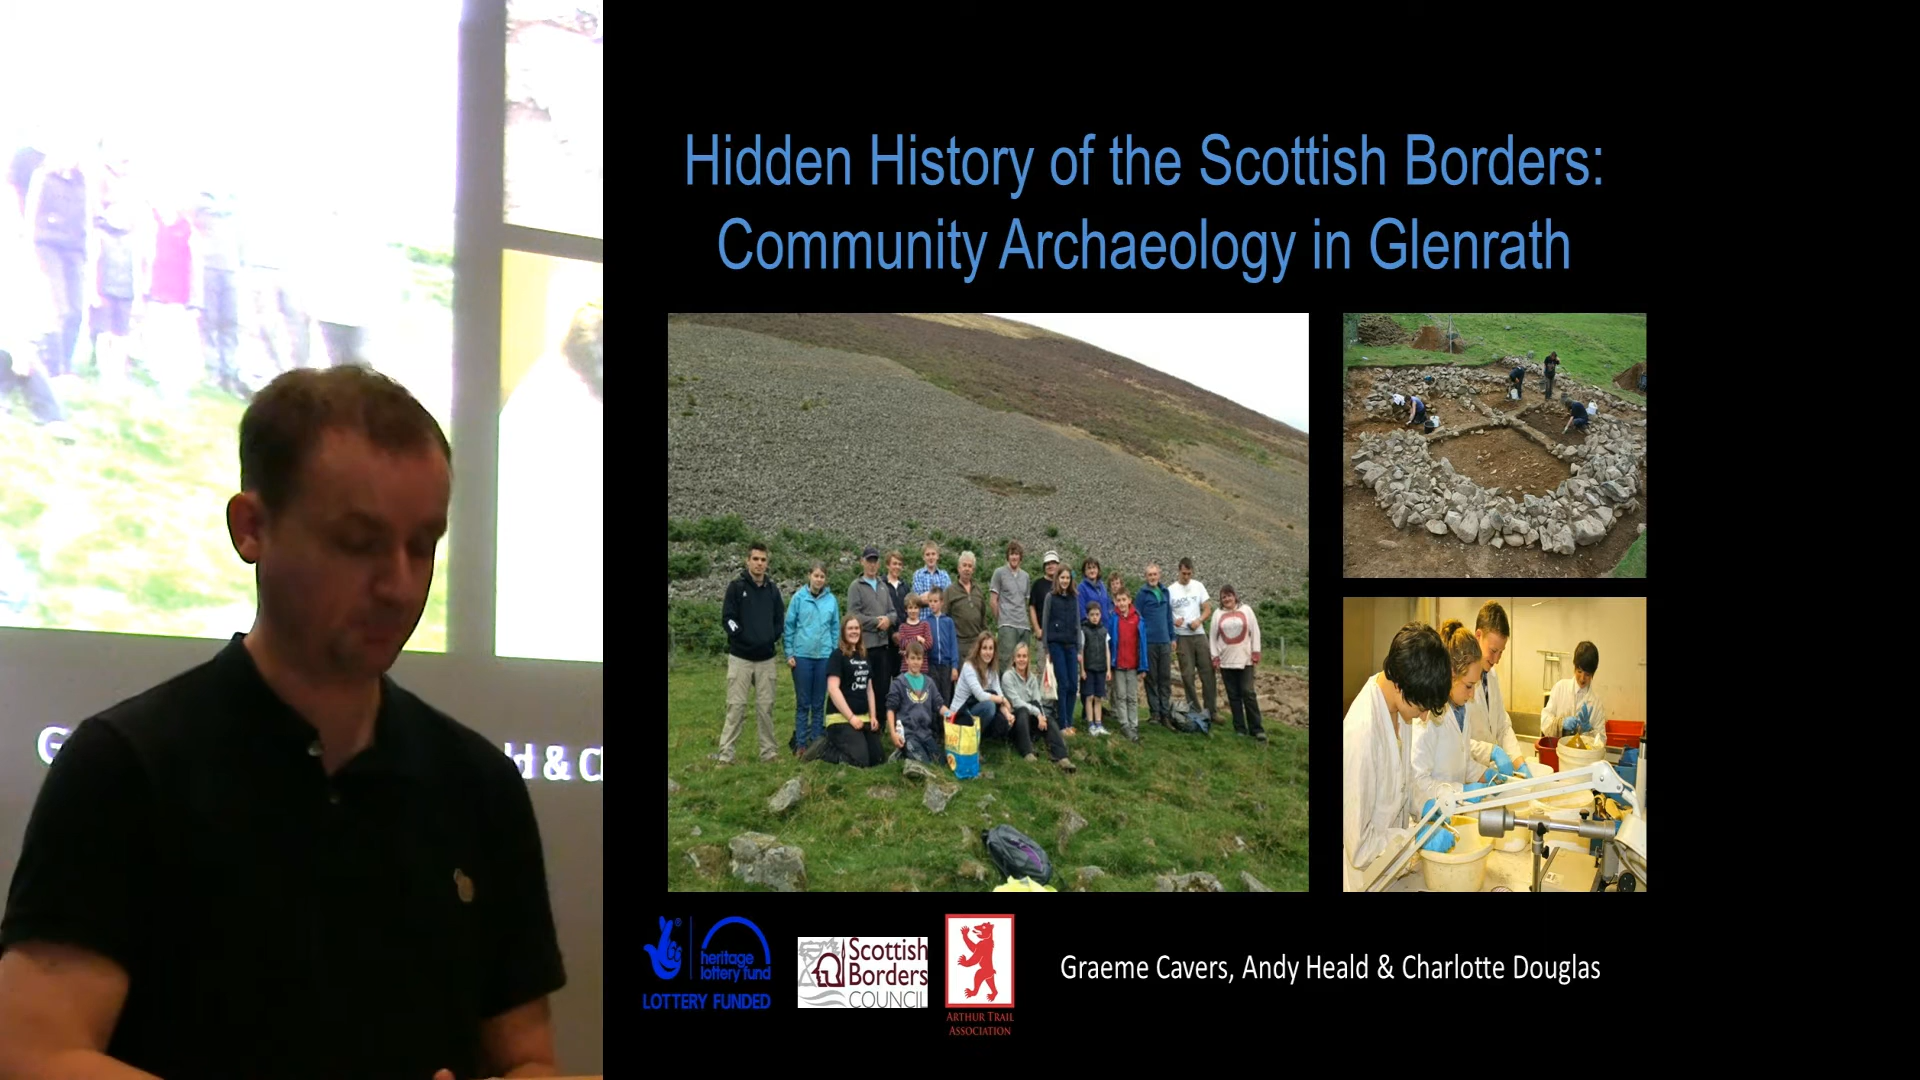 Hidden History of the Scottish Borders:
Community Archaeology in Glenrath
heritage
lottery fund
LOTTERY FUNDED
Scottish
Borders
COUNCIL
ARTHUR TRAIL
ASSOCIATION
Graeme Cavers, Andy Heald & Charlotte Douglas
ld & C